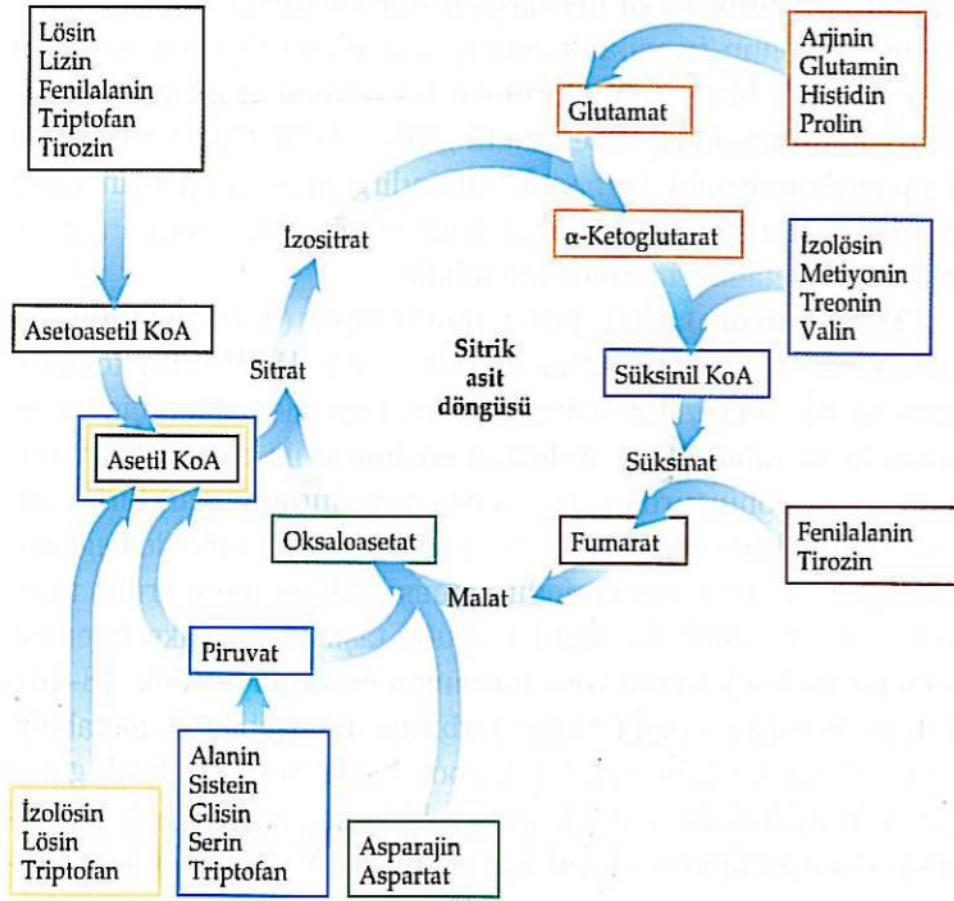 Lösin
Lizin
Fenilalanin
Triptofan
Tirozin
Arjinin
Glutamin
Histidin
Prolin
Glutamat
İzositrat
α-Ketoglutarat
İzolösin
Metiyonin
Treonin
Valin
Asetoasetil KoA
Sitrat
Sitrik
asit
döngüsü
Süksinil KoA
Asetil KoA
Süksinat
Oksaloasetat
Fumarat
Fenilalanin
Tirozin
Malat
Piruvat
Alanin
Sistein
Glisin
Serin
Triptofan
İzolösin
Lösin
Triptofan
Asparajin
Aspartat